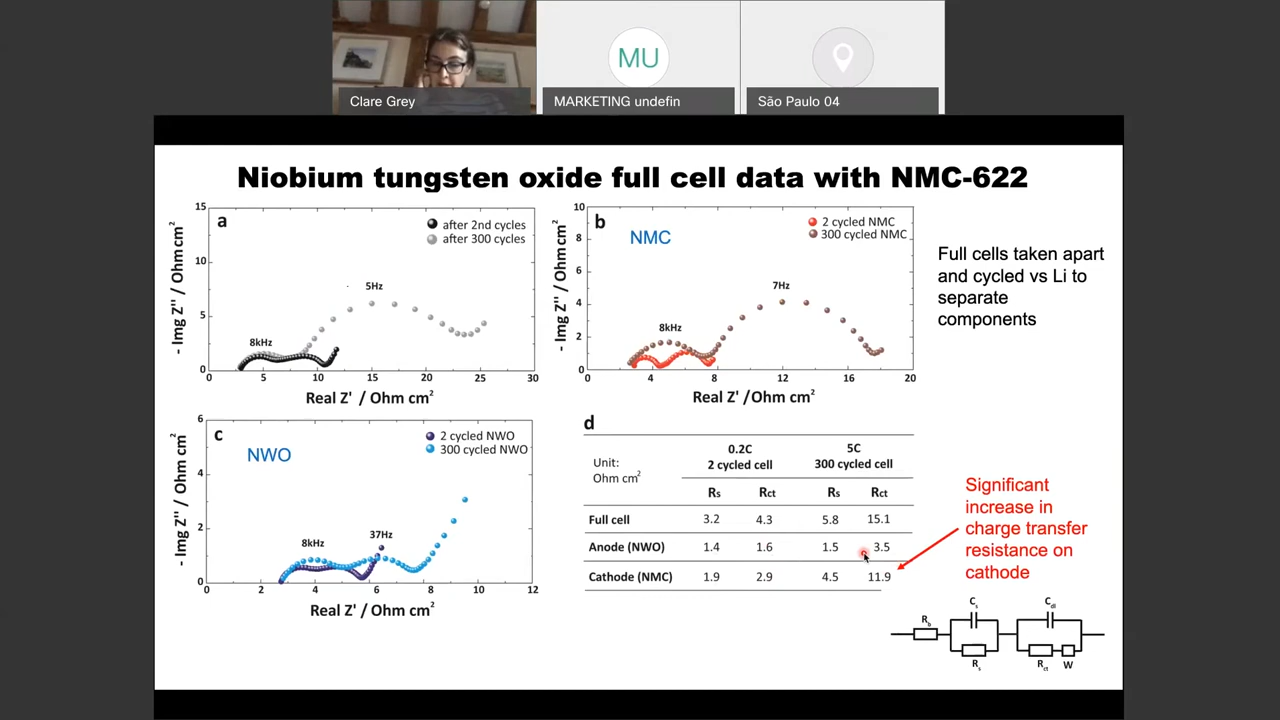 MU
Clare Grey
MARKETING undefin
São Paulo 04
Niobium tungsten oxide full cell data with NMC-622
a
after 2nd cycles
after 300 cycles
15
10
5
0
- Img Z'' / Ohm cm²
5Hz
8kHz
0 5 10 15 20 25 30
Real Z' / Ohm cm²
b
NMC
2 cycled NMC
300 cycled NMC
10
8
6
4
2
0
- Img Z'' / Ohm cm²
7Hz
8kHz
0 4 8 12 16 20
Real Z' /Ohm cm²
Full cells taken apart
and cycled vs Li to
separate
components
c
NWO
2 cycled NWO
300 cycled NWO
6
4
2
0
- Img Z'' / Ohm cm²
8kHz
37Hz
0 2 4 6 8 10 12
Real Z' / Ohm cm²
d
Unit:
Ohm cm²
0.2C
2 cycled cell
5C
300 cycled cell
Rs Rct Rs Rct
Full cell 3.2 4.3 5.8 15.1
Anode (NWO) 1.4 1.6 1.5 3.5
Cathode (NMC) 1.9 2.9 4.5 11.9
Significant
increase in
charge transfer
resistance on
cathode
Rb
Cs
Rs
Cdl
Rct
W